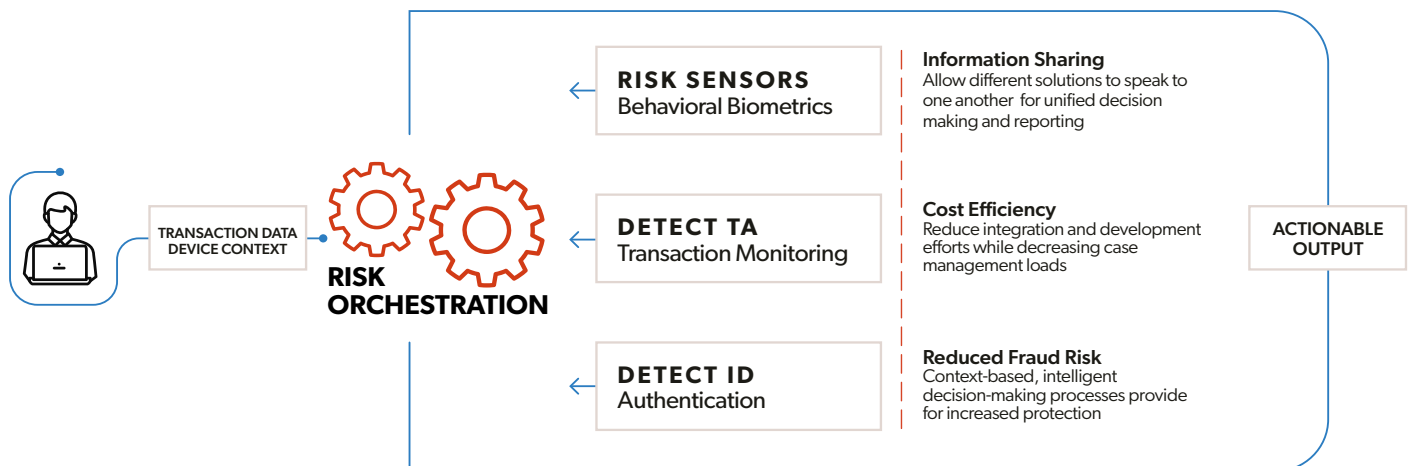 TRANSACTION DATA
DEVICE CONTEXT
RISK
ORCHESTRATION
RISK SENSORS
Behavioral Biometrics
DETECT TA
Transaction Monitoring
DETECT ID
Authentication
Information Sharing
Allow different solutions to speak to
one another for unified decision
making and reporting
Cost Efficiency
Reduce integration and development
efforts while decreasing case
management loads
Reduced Fraud Risk
Context-based, intelligent
decision-making processes provide
for increased protection
ACTIONABLE
OUTPUT